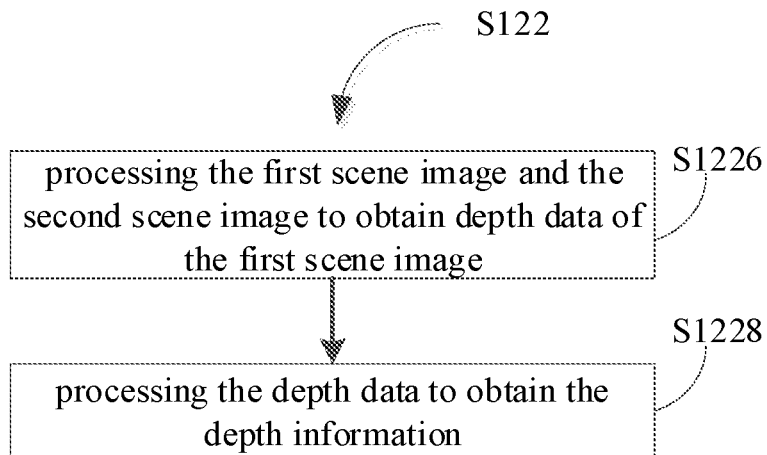 S122
processing the first scene image and the
second scene image to obtain depth data of
the first scene image
S1226
processing the depth data to obtain the
depth information
S1228